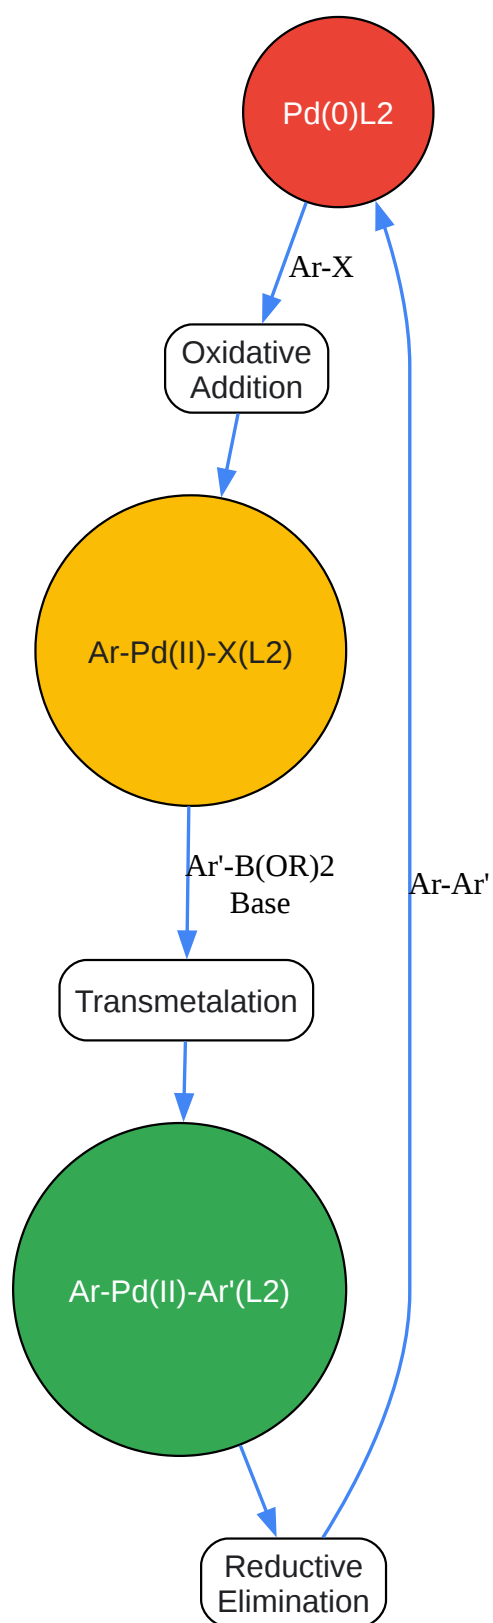 Pd(0)L2
Ar-X
Oxidative
Addition
Ar-Pd(II)-X(L2)
Ar'-B(OR)2
Base
Ar-Ar'
Transmetalation
Ar-Pd(II)-Ar'(L2)
Reductive
Elimination